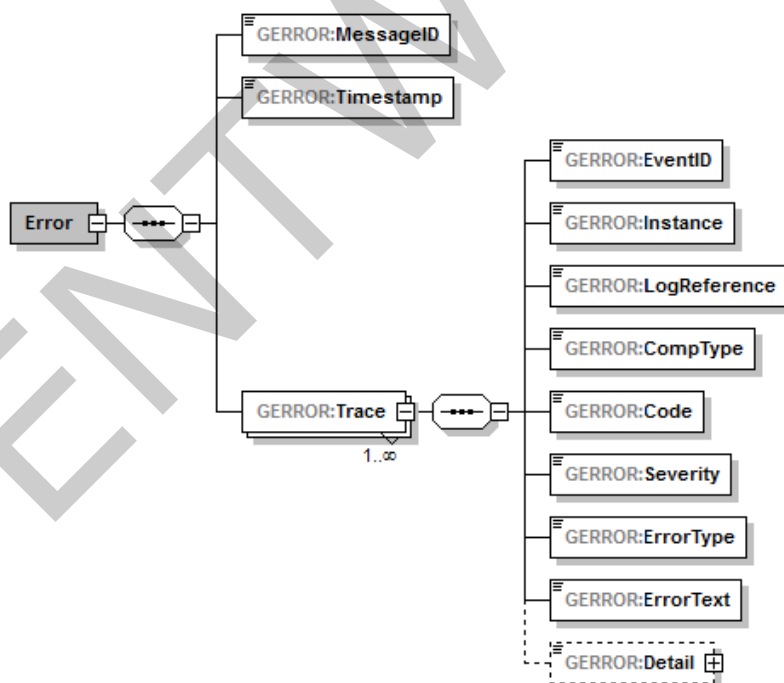 GERROR:MessageID
GERROR:Timestamp
GERROR:EventID
Error
GERROR:Instance
GERROR:LogReference
GERROR:CompType
GERROR:Trace
GERROR:Code
1..∞
GERROR:Severity
GERROR:ErrorType
GERROR:ErrorText
GERROR:Detail
ENTW